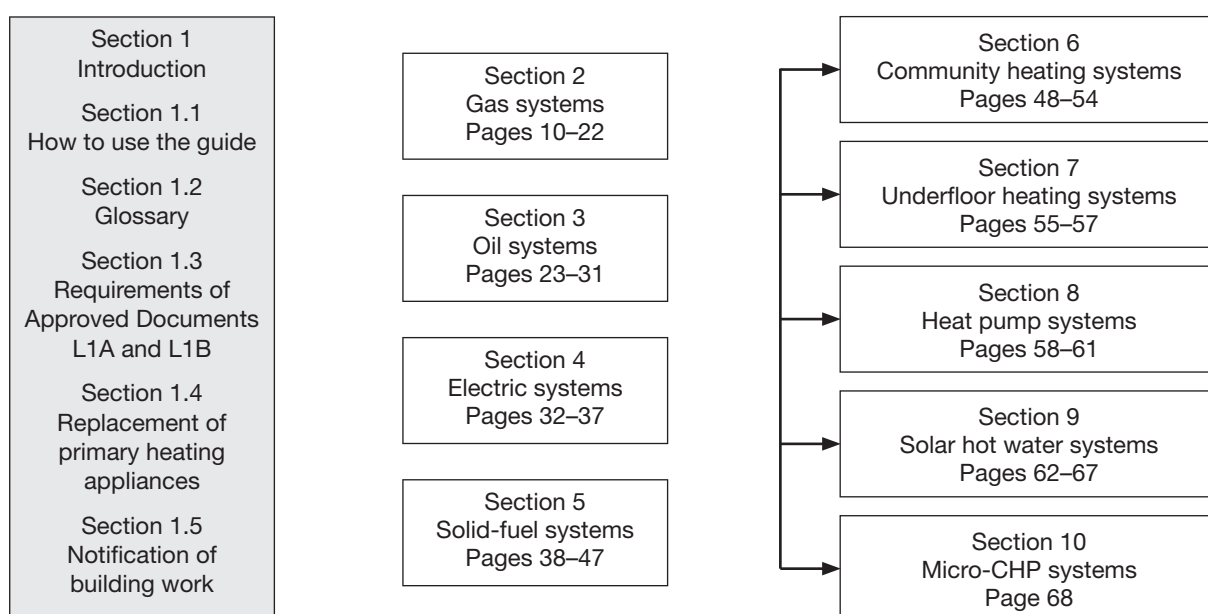 Section 1
Introduction
Section 1.1
How to use the guide
Section 1.2
Glossary
Section 1.3
Requirements of
Approved Documents
L1A and L1B
Section 1.4
Replacement of
primary heating
appliances
Section 1.5
Notification of
building work
Section 2
Gas systems
Pages 10–22
Section 3
Oil systems
Pages 23–31
Section 4
Electric systems
Pages 32–37
Section 5
Solid-fuel systems
Pages 38–47
Section 6
Community heating systems
Pages 48–54
Section 7
Underfloor heating systems
Pages 55–57
Section 8
Heat pump systems
Pages 58–61
Section 9
Solar hot water systems
Pages 62–67
Section 10
Micro-CHP systems
Page 68